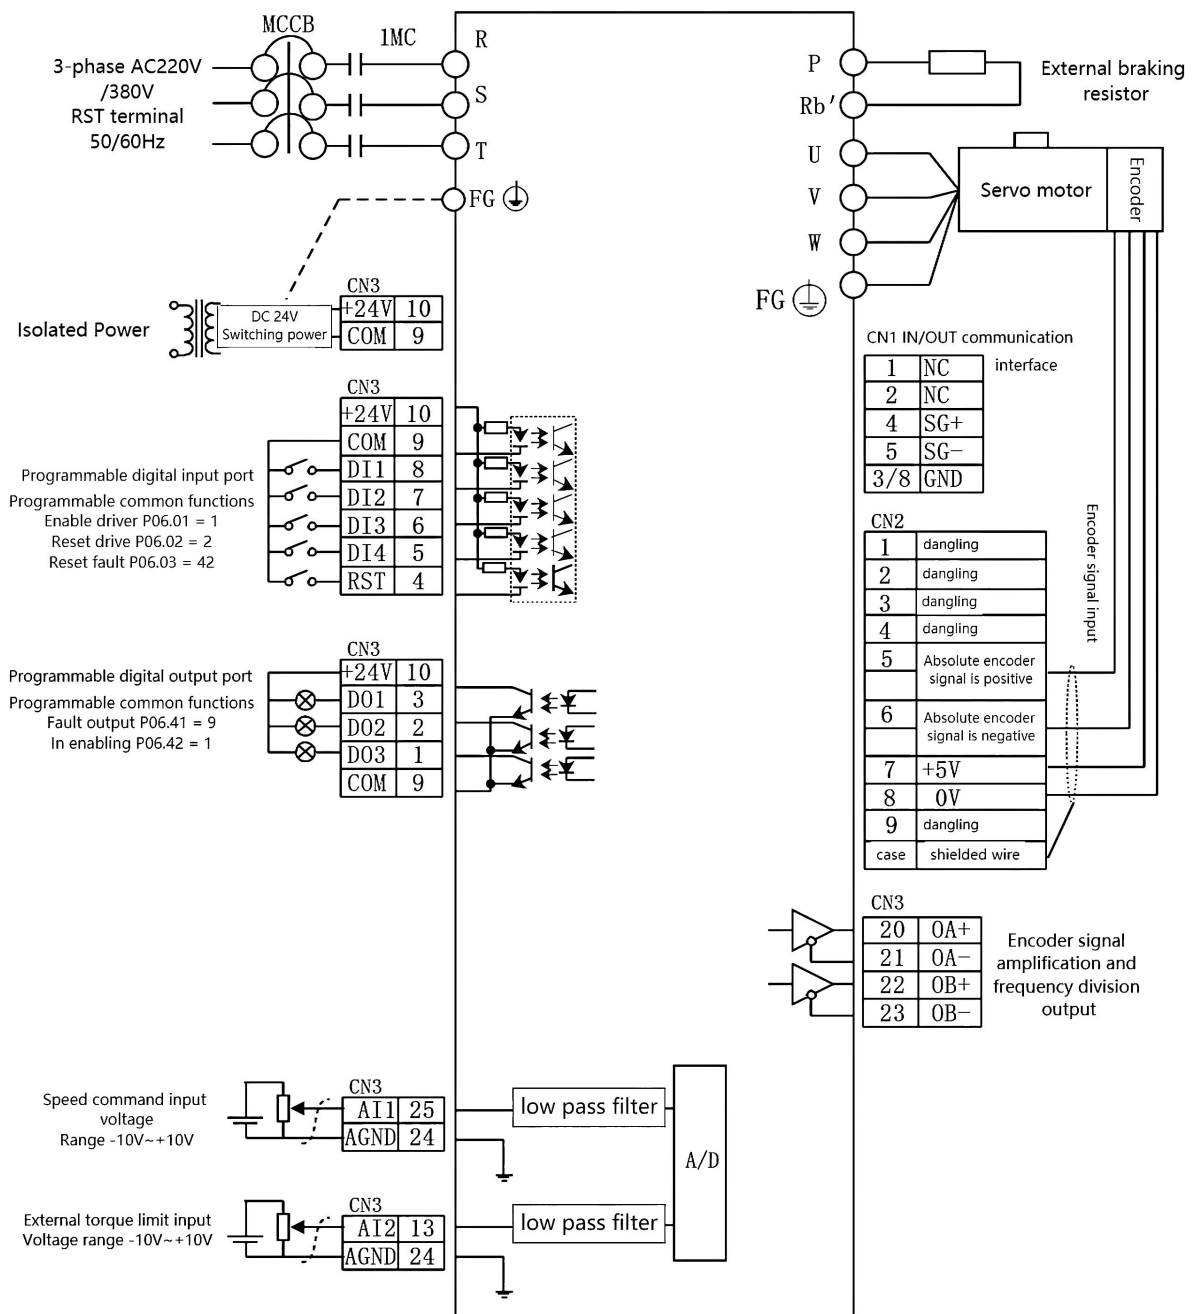 MCCB
1MC
3-phase AC220V
/380V
RST terminal
50/60Hz
R
S
T
FG
P
Rb'
External braking
resistor
U
V
W
FG
Servo motor
Encoder
Isolated Power
DC 24V
Switching power
CN3
+24V 10
COM 9
CN1 IN/OUT communication
interface
1 NC
2 NC
4 SG+
5 SG-
3/8 GND
Programmable digital input port
Programmable common functions
Enable driver P06.01 = 1
Reset drive P06.02 = 2
Reset fault P06.03 = 42
CN3
+24V 10
COM 9
DI1 8
DI2 7
DI3 6
DI4 5
RST 4
CN2
1 dangling
2 dangling
3 dangling
4 dangling
5 Absolute encoder
signal is positive
6 Absolute encoder
signal is negative
7 +5V
8 0V
9 dangling
case shielded wire
Encoder signal input
Programmable digital output port
Programmable common functions
Fault output P06.41 = 9
In enabling P06.42 = 1
CN3
+24V 10
DO1 3
DO2 2
DO3 1
COM 9
CN3
20 OA+
21 OA-
22 OB+
23 OB-
Encoder signal
amplification and
frequency division
output
Speed command input
voltage
Range -10V~+10V
CN3
AI1 25
AGND 24
low pass filter
A/D
External torque limit input
Voltage range -10V~+10V
CN3
AI2 13
AGND 24
low pass filter